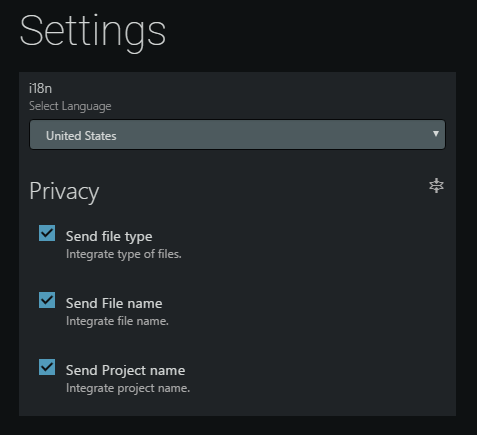 Settings
i18n
Select Language
United States
Privacy
Send file type
Integrate type of files.
Send File name
Integrate file name.
Send Project name
Integrate project name.